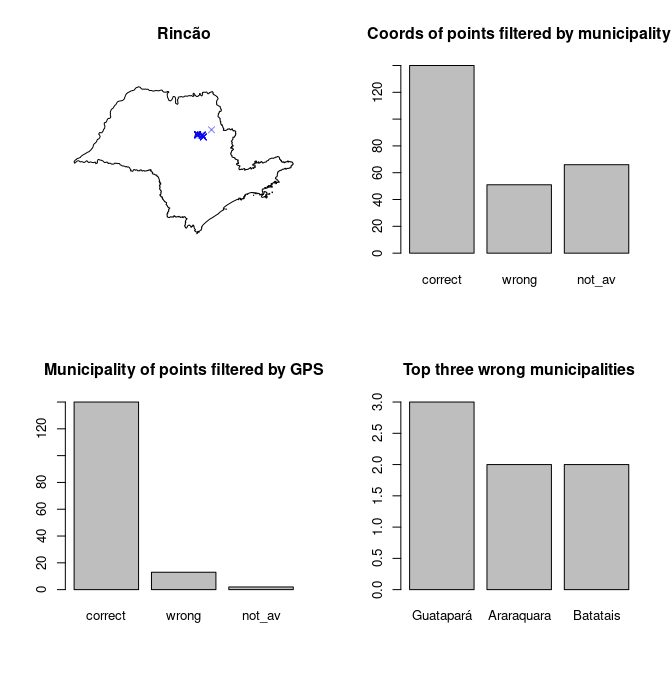 Rincão
Coords of points filtered by municipality
120
80
60
40
20
0
correct wrong not_av
Municipality of points filtered by GPS
120
80
60
40
20
0
correct wrong not_av
Top three wrong municipalities
3.0
2.5
2.0
1.5
1.0
0.5
0.0
Guatapará Araraquara Batatais